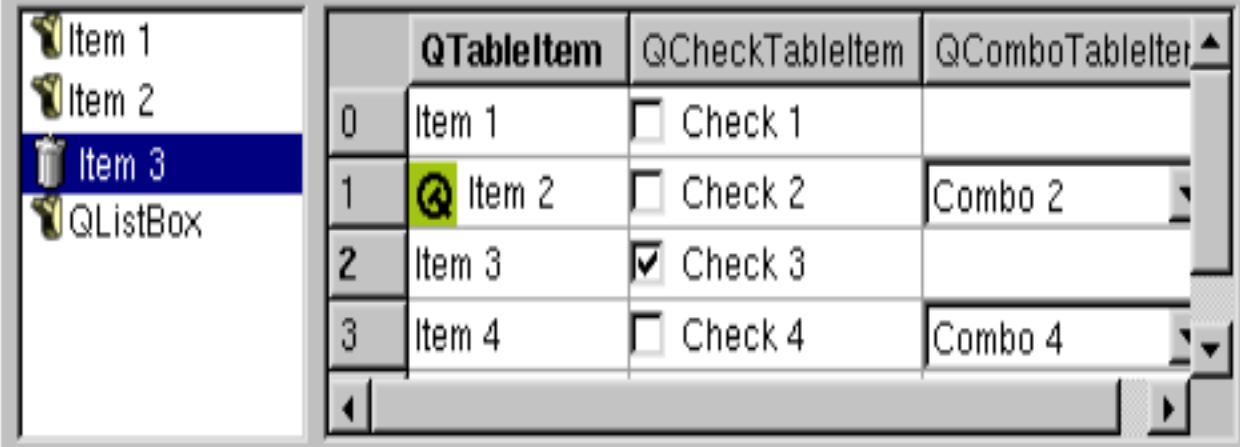 Item 1
Item 2
Item 3
QListBox
QTableItem QCheckTableItem QComboTableIter
0 Item 1 Check 1
1 Item 2 Check 2 Combo 2
2 Item 3 Check 3
3 Item 4 Check 4 Combo 4